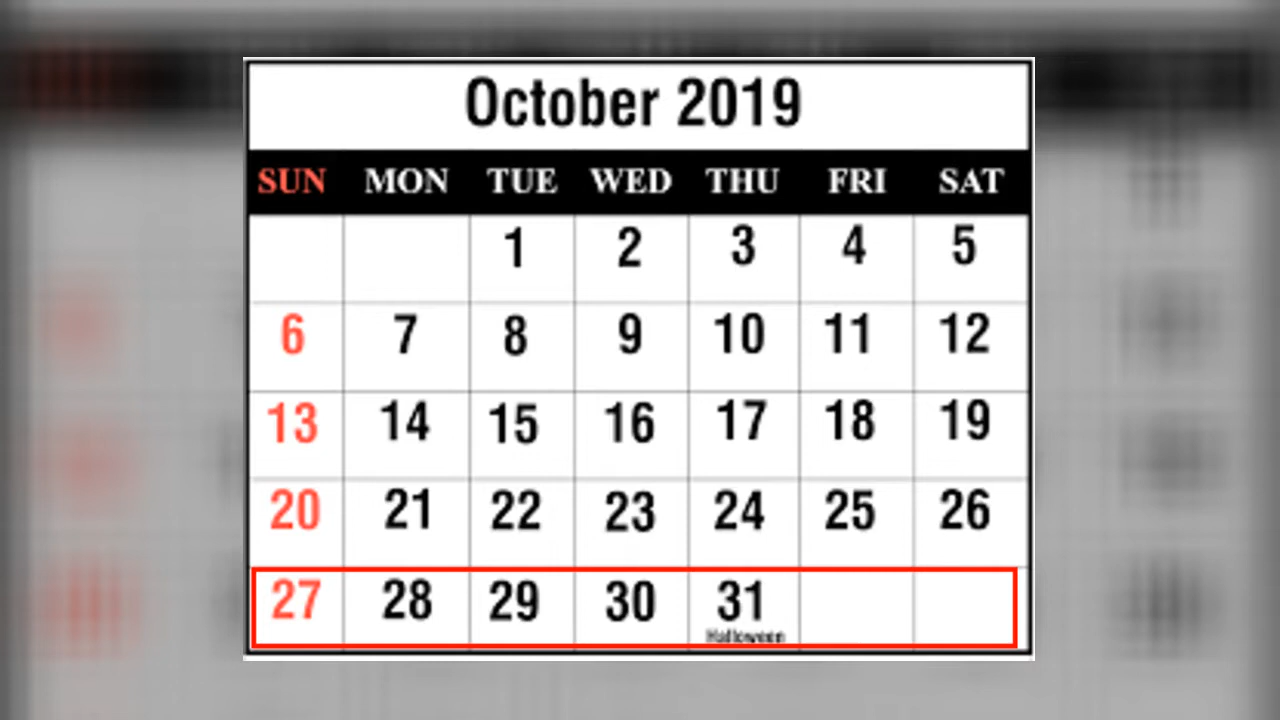 October 2019
SUN MON TUE WED THU FRI SAT
1 2 3 4 5
6 7 8 9 10 11 12
13 14 15 16 17 18 19
20 21 22 23 24 25 26
27 28 29 30 31
Halloween